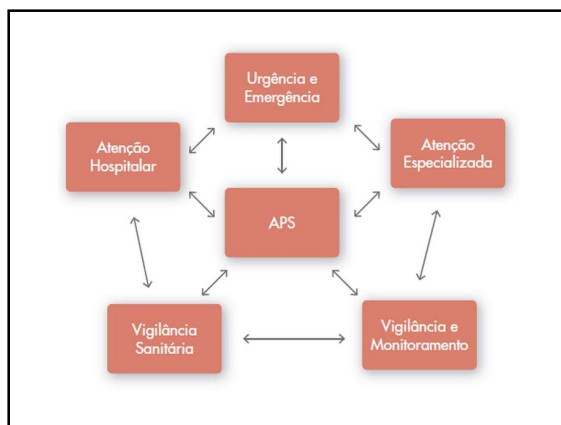 Urgência e
Emergência
Atenção
Hospitalar
Atenção
Especializada
APS
Vigilância
Sanitária
Vigilância e
Monitoramento